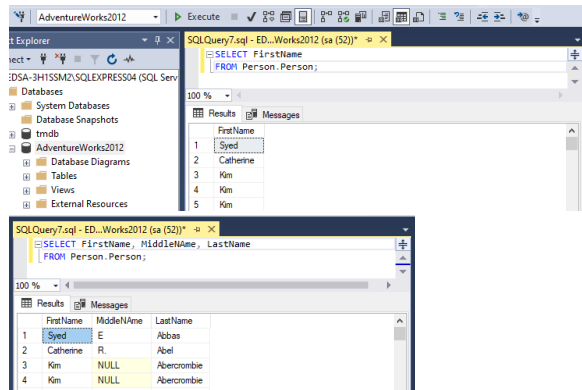 AdventureWorks2012 Execute
t Explorer
SQLQuery7.sql - ED...Works2012 (sa (52))*
SELECT FirstName
FROM Person.Person;
nect
EDSA-3H1SSM2\SQLEXPRESS04 (SQL Serv
Databases
System Databases
Database Snapshots
tmdb
AdventureWorks2012
Database Diagrams
Tables
Views
External Resources
100 %
Results Messages
FirstName
1 Syed
2 Catherine
3 Kim
4 Kim
5 Kim
SQLQuery7.sql - ED...Works2012 (sa (52))*
SELECT FirstName, MiddleNAme, LastName
FROM Person.Person;
100 %
Results Messages
FirstName MiddleNAme LastName
1 Syed E Abbas
2 Catherine R. Abel
3 Kim NULL Abercrombie
4 Kim NULL Abercrombie